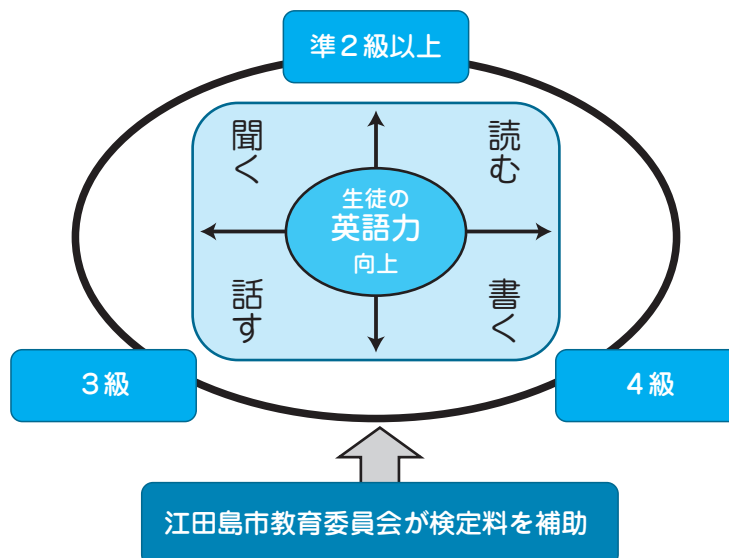 準２級以上
聞く
読む
生徒の
英語力
向上
話す
書く
３級
４級
江田島市教育委員会が検定料を補助